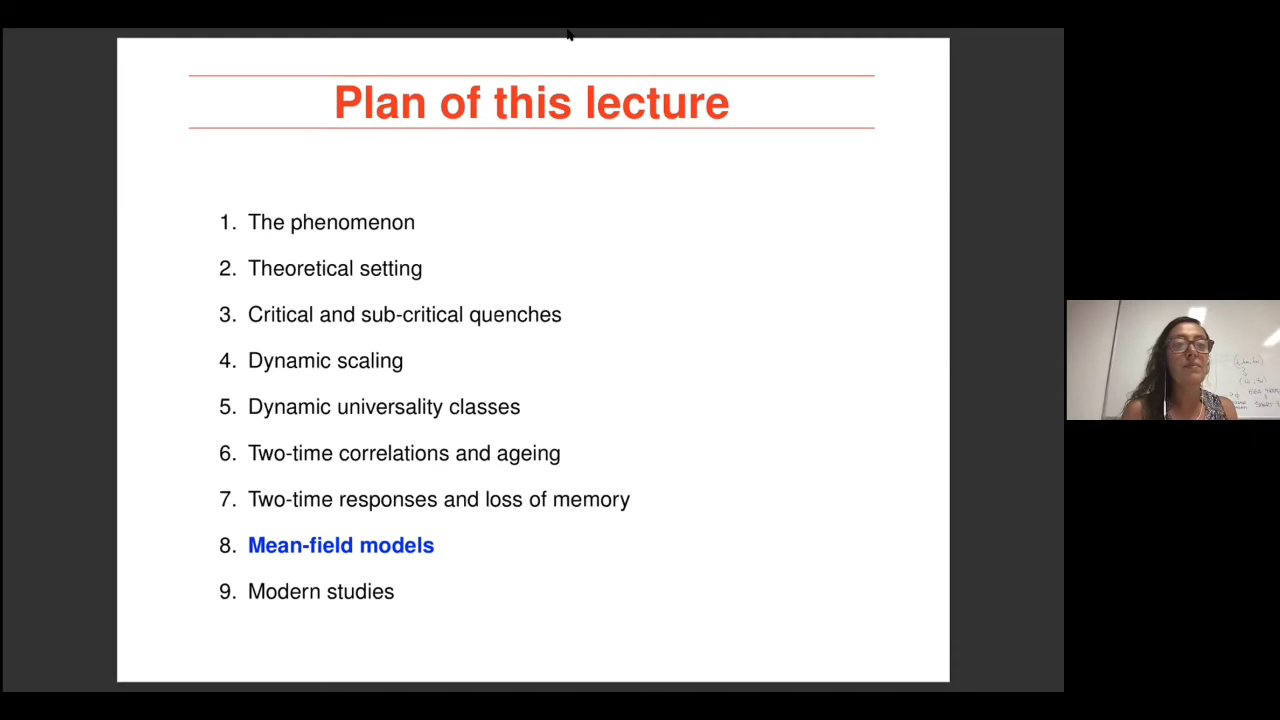 Plan of this lecture
1. The phenomenon
2. Theoretical setting
3. Critical and sub-critical quenches
4. Dynamic scaling
5. Dynamic universality classes
6. Two-time correlations and ageing
7. Two-time responses and loss of memory
8. Mean-field models
9. Modern studies